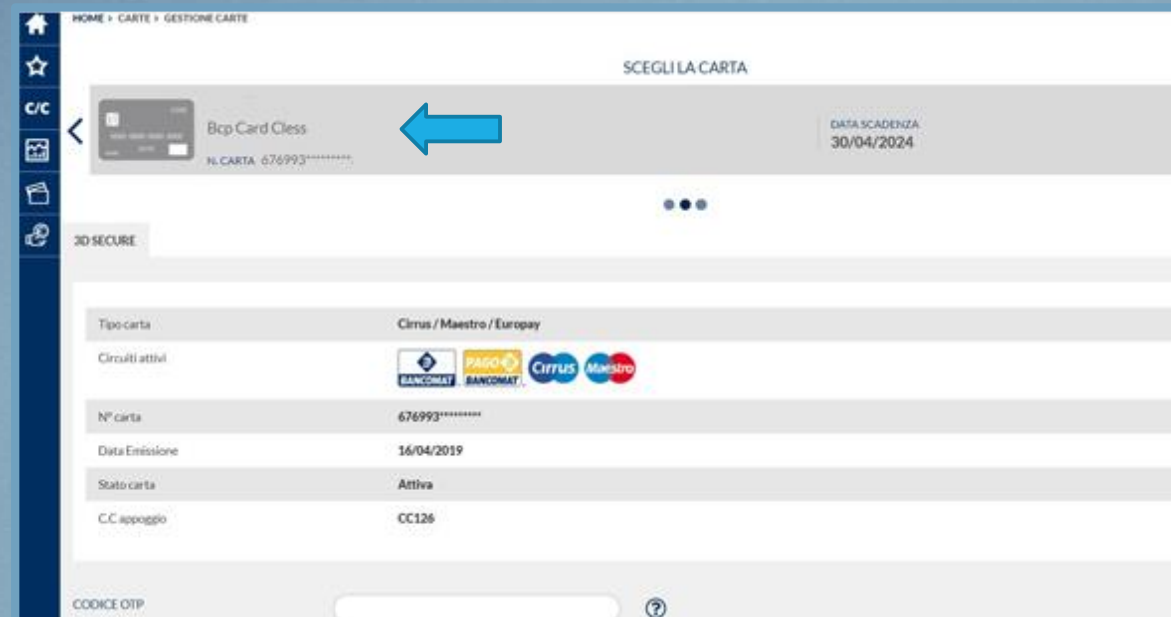 HOME > CARTE > GESTIONE CARTE
SCEGLI LA CARTA
C/C
Bcp Card Cless
N. CARTA 676993**********
DATA SCADENZA
30/04/2024
3D SECURE
Tipo carta Cirrus / Maestro / Europay
Circuiti attivi BANCOMAT PAGO BANCOMAT Cirrus Maestro
N° carta 676993*********
Data Emissione 16/04/2019
Stato carta Attiva
C.C appoggio CC126
CODICE OTP ?